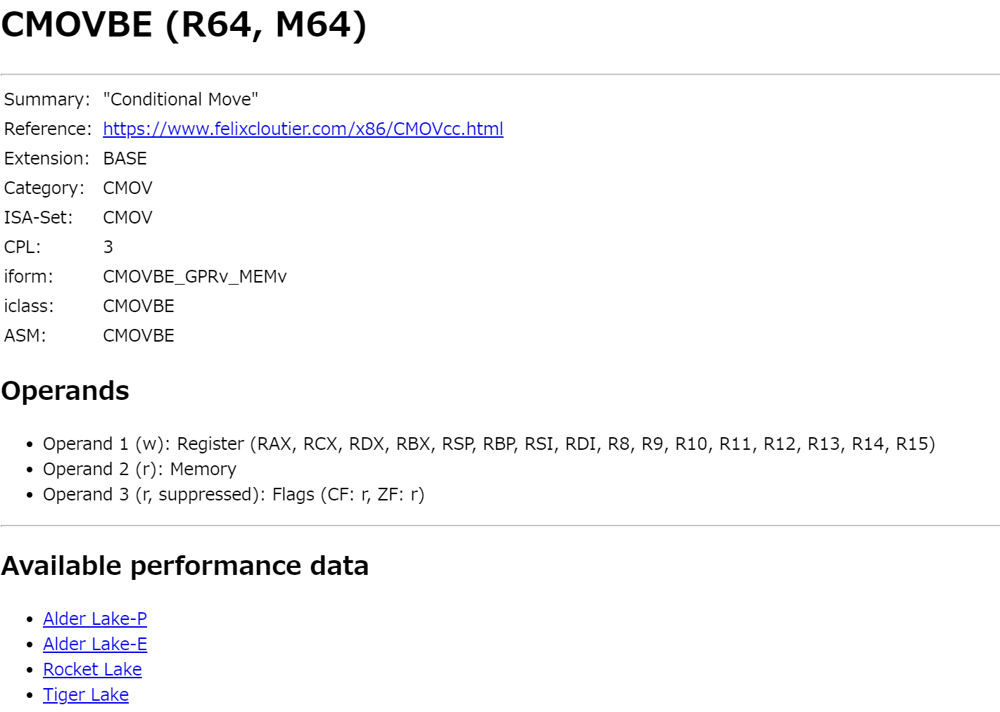 CMOVBE (R64, M64)
Summary: "Conditional Move"
Reference: https://www.felixcloutier.com/x86/CMOVcc.html
Extension: BASE
Category: CMOV
ISA-Set: CMOV
CPL: 3
iform: CMOVBE_GPRv_MEMv
iclass: CMOVBE
ASM: CMOVBE
Operands
• Operand 1 (w): Register (RAX, RCX, RDX, RBX, RSP, RBP, RSI, RDI, R8, R9, R10, R11, R12, R13, R14, R15)
• Operand 2 (r): Memory
• Operand 3 (r, suppressed): Flags (CF: r, ZF: r)
Available performance data
• Alder Lake-P
• Alder Lake-E
• Rocket Lake
• Tiger Lake